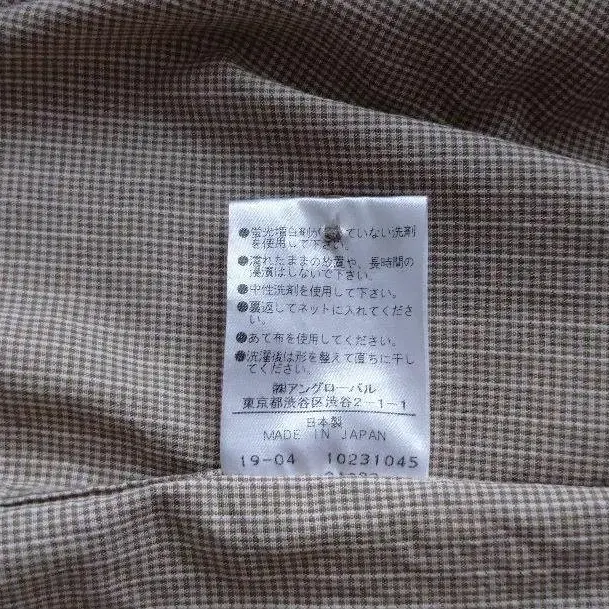 ●蛍光増白剤が ていない洗剤
を使用して下さい。
●濡れたままの放置や、長時間の
浸漬はしないで下さい。
●中性洗剤を使用して下さい。
●裏返してネットに入れてくださ
い。
●あて布を使用してください。
●洗濯後は形を整えて直ちに干し
てください。
㈱アングローバル
東京都渋谷区渋谷2-1-1
日本製
MADE IN JAPAN
19-04 10231045